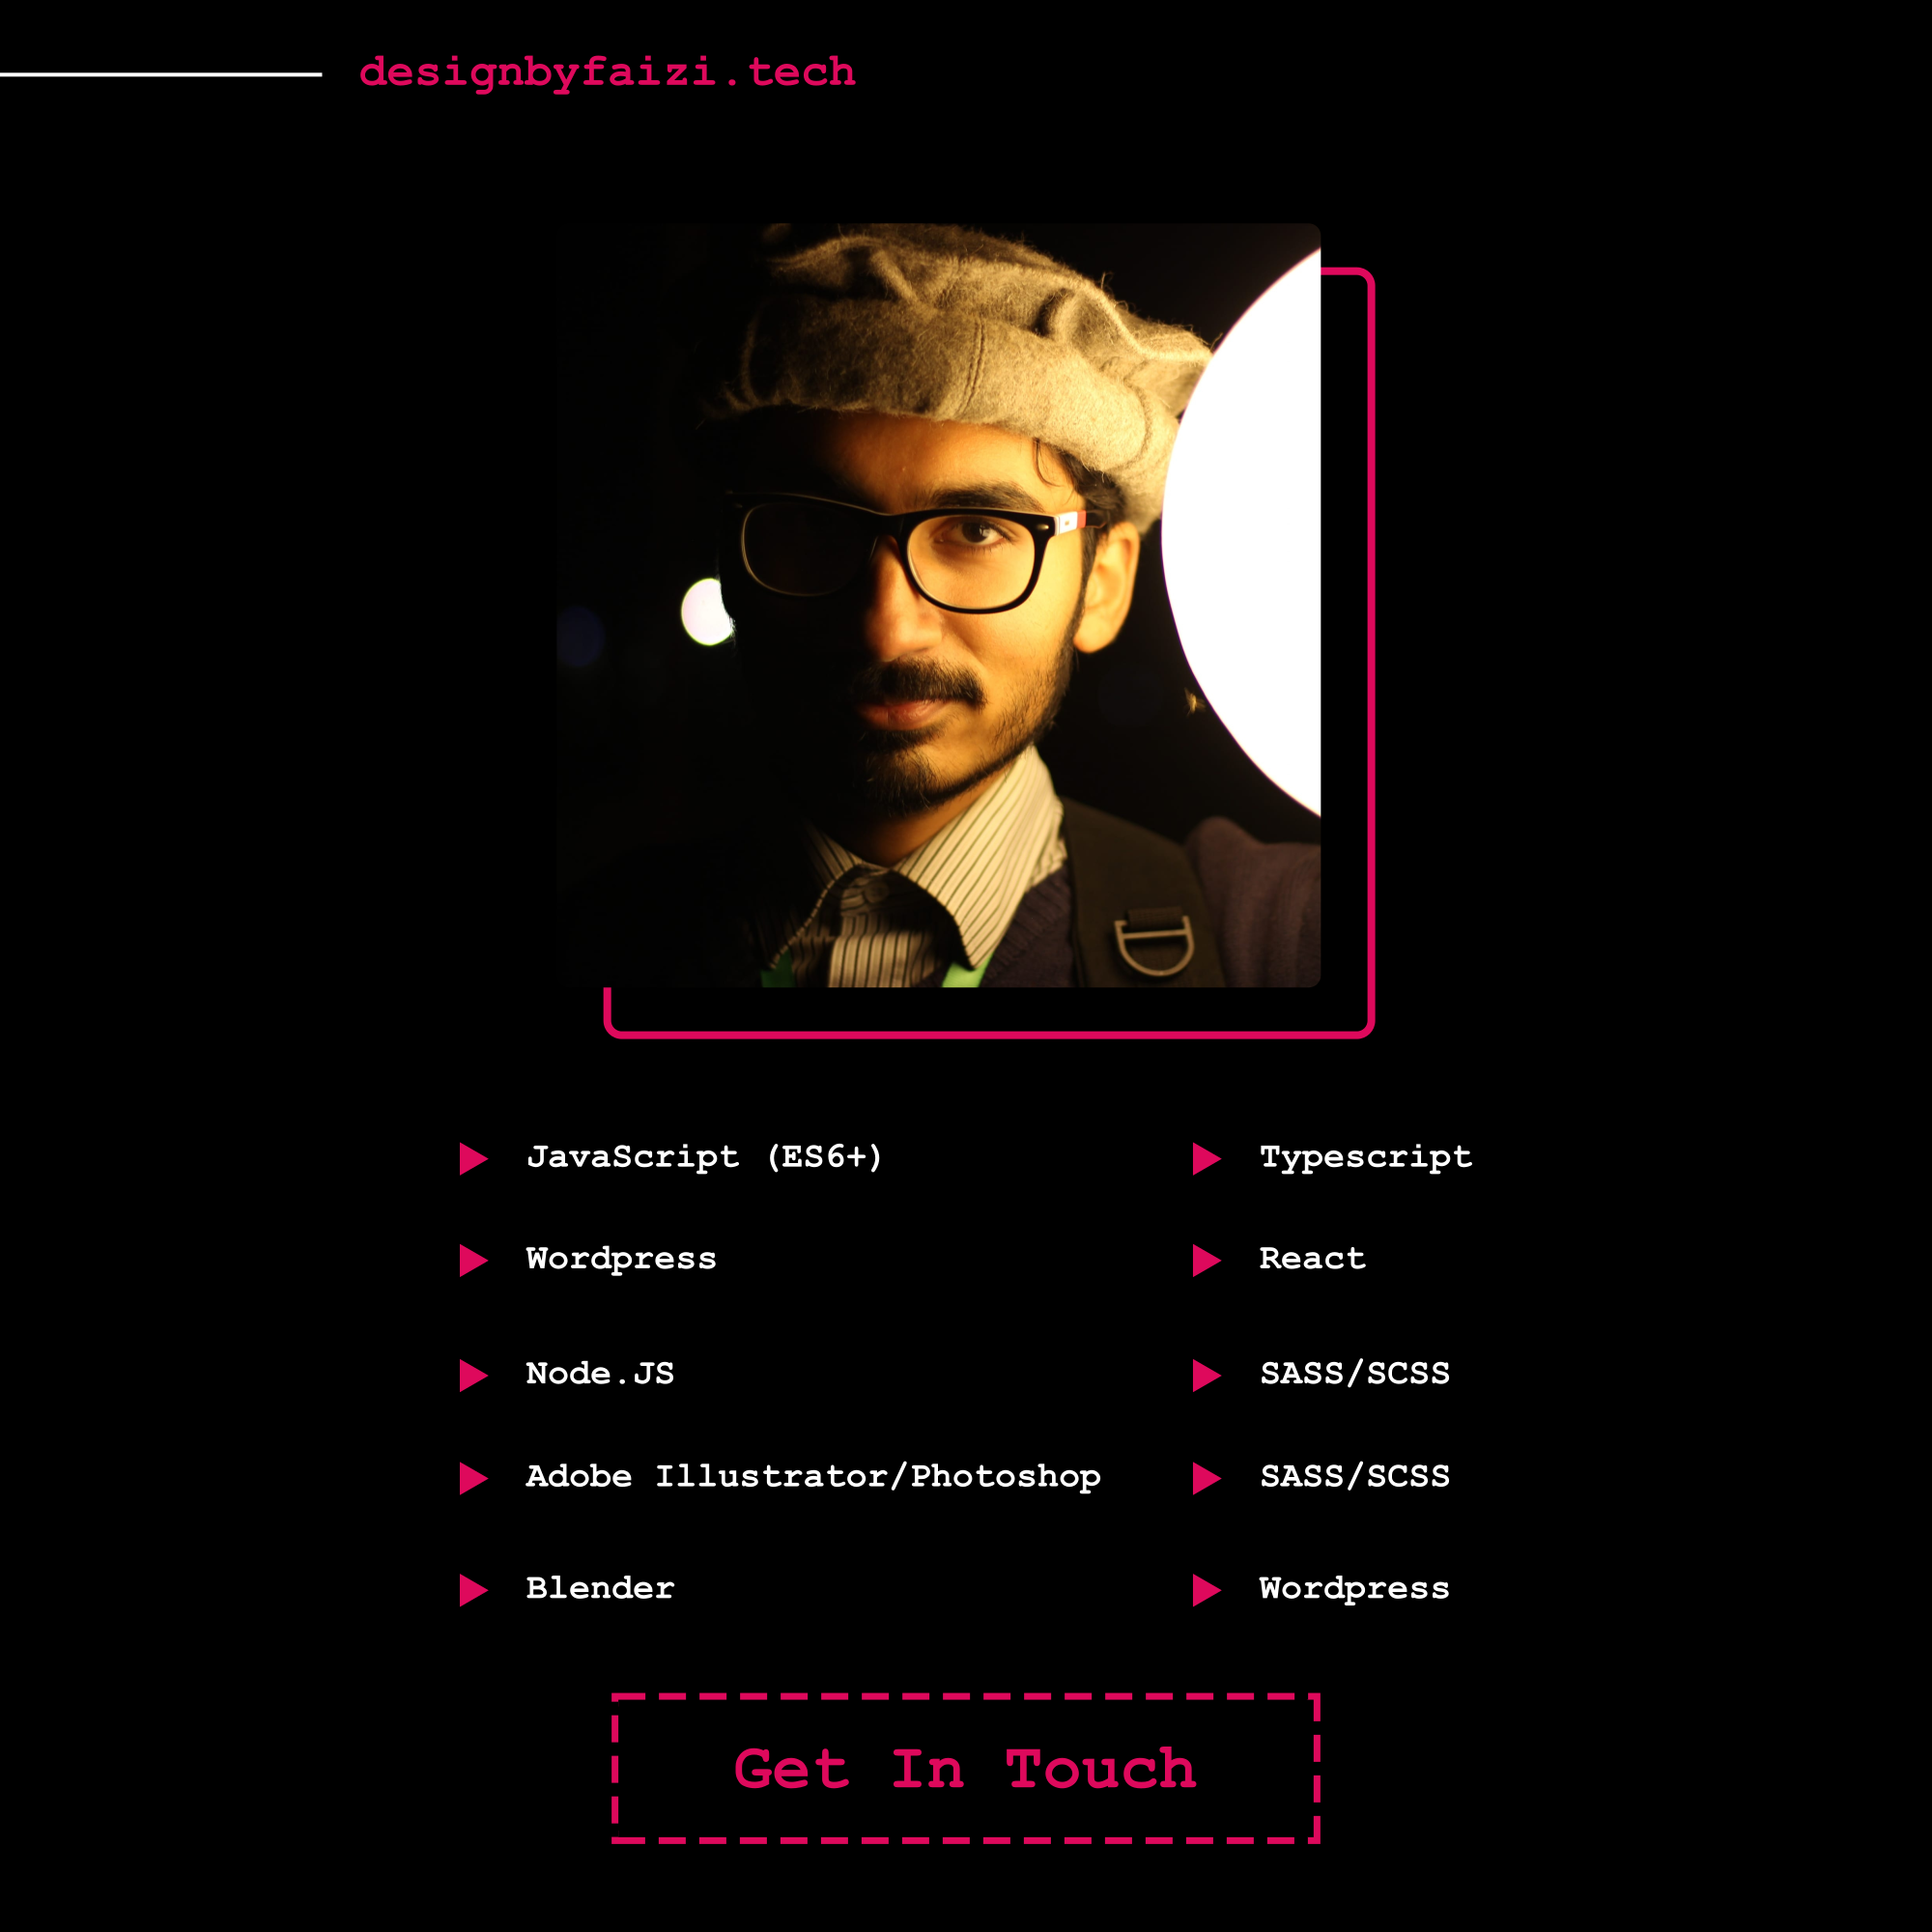 designbyfaizi.tech
JavaScript (ES6+)
Typescript
Wordpress
React
Node.JS
SASS/SCSS
Adobe Illustrator/Photoshop
SASS/SCSS
Blender
Wordpress
Get In Touch